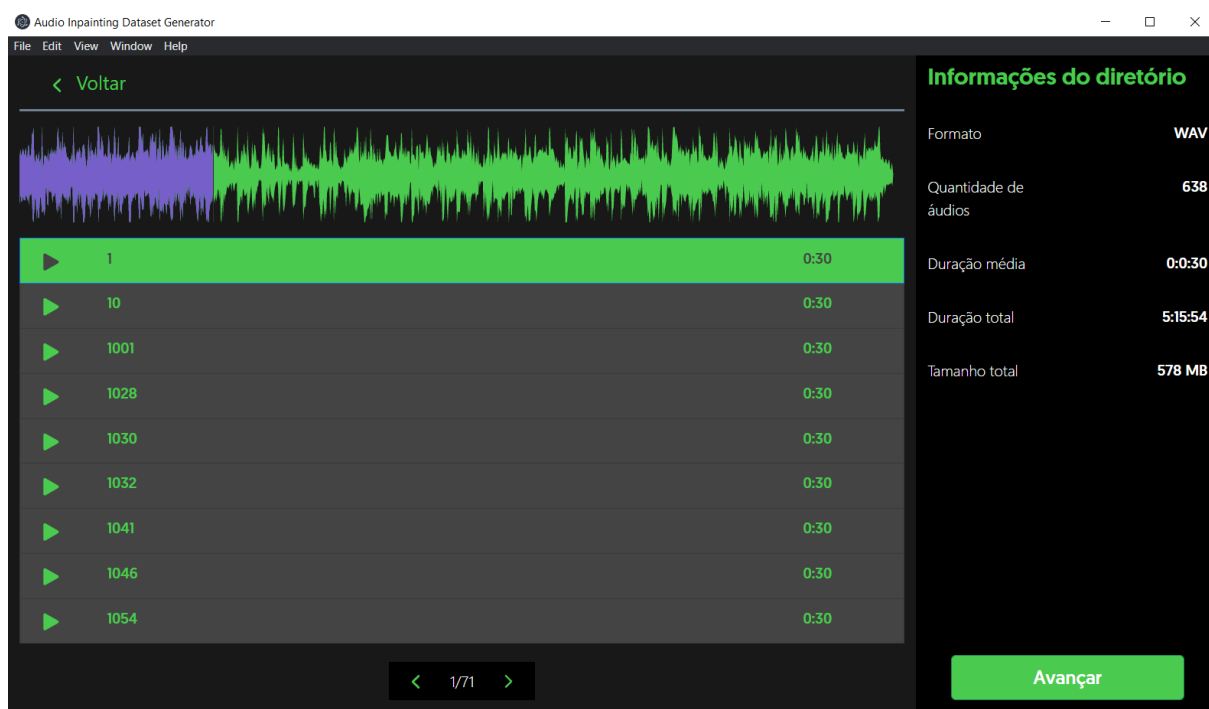 Audio Inpainting Dataset Generator
File Edit View Window Help
Voltar
1 0:30
10 0:30
1001 0:30
1028 0:30
1030 0:30
1032 0:30
1041 0:30
1046 0:30
1054 0:30
1/71
Informações do diretório
Formato WAV
Quantidade de 638
áudios
Duração média 0:0:30
Duração total 5:15:54
Tamanho total 578 MB
Avançar